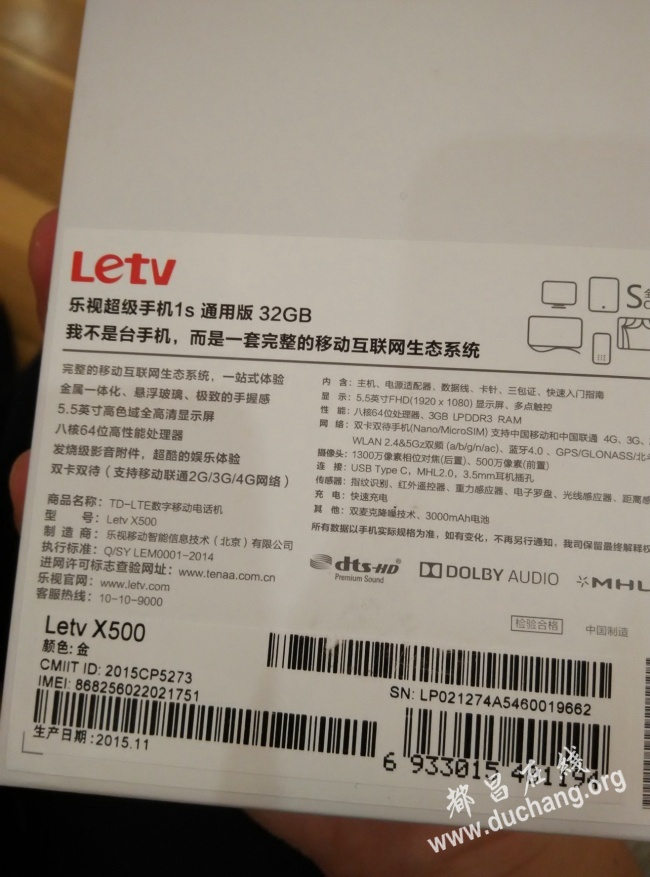 Letv
乐视超级手机1s 通用版 32GB
我不是台手机，而是一套完整的移动互联网生态系统
完整的移动互联网生态系统，一站式体验
金属一体化、悬浮玻璃、极致的手握感
5.5英寸高色域全高清显示屏
八核64位高性能处理器
发烧级影音附件，超酷的娱乐体验
双卡双待（支持移动联通2G/3G/4G网络）
商品名称：TD-LTE数字移动电话机
型 号：Letv X500
制 造 商：乐视移动智能信息技术（北京）有限公司
执行标准：Q/SY LEM0001-2014
进网许可标志查验网址：www.tenaa.com.cn
乐视官网：www.letv.com
客服热线：10-10-9000
内 含：主机、电源适配器、数据线、卡针、三包证、快速入门指南
显 示：5.5英寸FHD(1920 x 1080) 显示屏、多点触控
性 能：八核64位处理器、3GB LPDDR3 RAM
网 络：双卡双待手机(Nano/MicroSIM) 支持中国移动和中国联通 4G、3G、
WLAN 2.4&5Gz双频 (a/b/g/n/ac)、蓝牙4.0 、GPS/GLONASS/北斗
摄像头：1300万像素相位对焦(后置)、500万像素(前置)
连 接：USB Type C，MHL2.0，3.5mm耳机插孔
传感器：指纹识别、红外遥控器、重力感应器、电子罗盘、光线感应器、距离感
充 电：快速充电
其 他：双麦克降噪技术、3000mAh电池
所有数据以手机实际规格为准，如有变化，不再另行通知，我司保留最终解释权
dts-HD
Premium Sound
DOLBY AUDIO
MHL
检验合格
中国制造
Letv X500
颜色：金
CMIIT ID: 2015CP5273
IMEI: 868256022021751
SN: LP021274A5460019662
生产日期：2015.11
6 933015
都昌在线
www.duchang.org